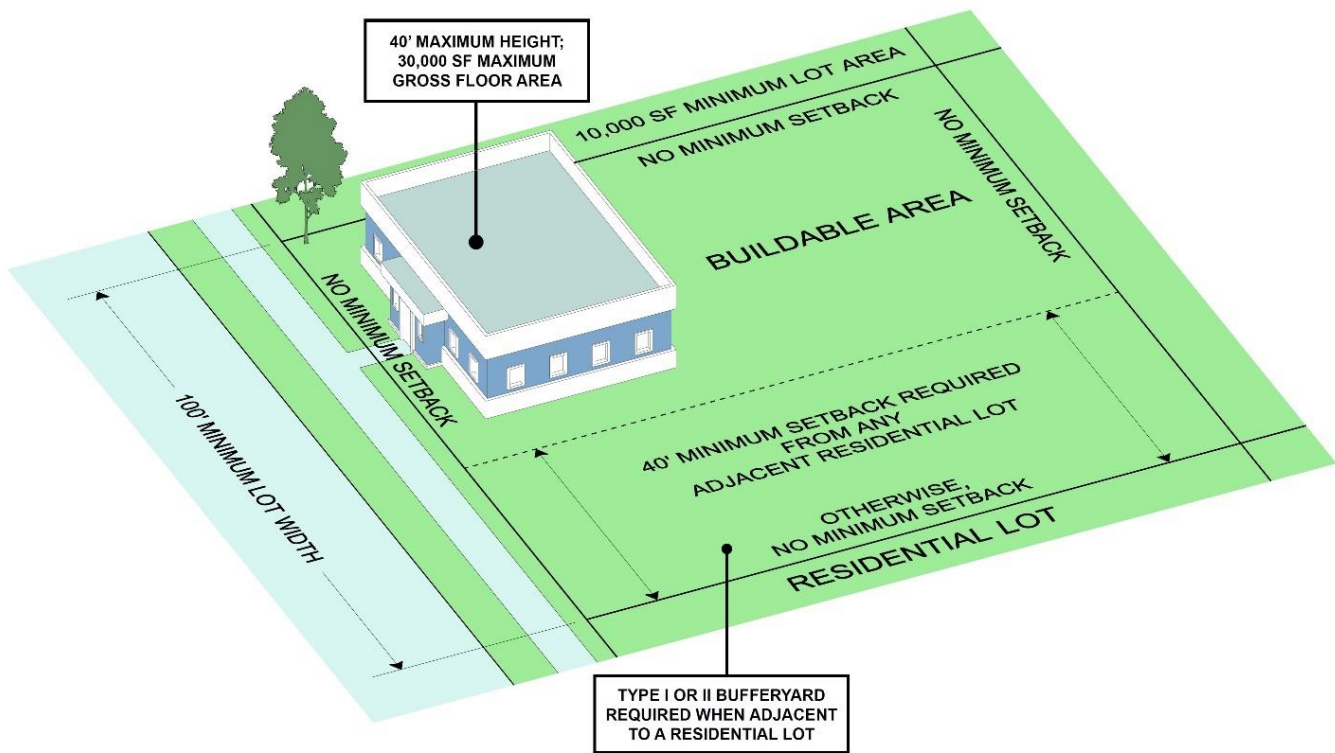 40' MAXIMUM HEIGHT;
30,000 SF MAXIMUM
GROSS FLOOR AREA
10,000 SF MINIMUM LOT AREA
NO MINIMUM SETBACK
NO MINIMUM SETBACK
BUILDABLE AREA
NO MINIMUM SETBACK
100' MINIMUM LOT WIDTH
40' MINIMUM SETBACK REQUIRED
FROM ANY
ADJACENT RESIDENTIAL LOT
OTHERWISE,
NO MINIMUM SETBACK
RESIDENTIAL LOT
TYPE I OR II BUFFERYARD
REQUIRED WHEN ADJACENT
TO A RESIDENTIAL LOT